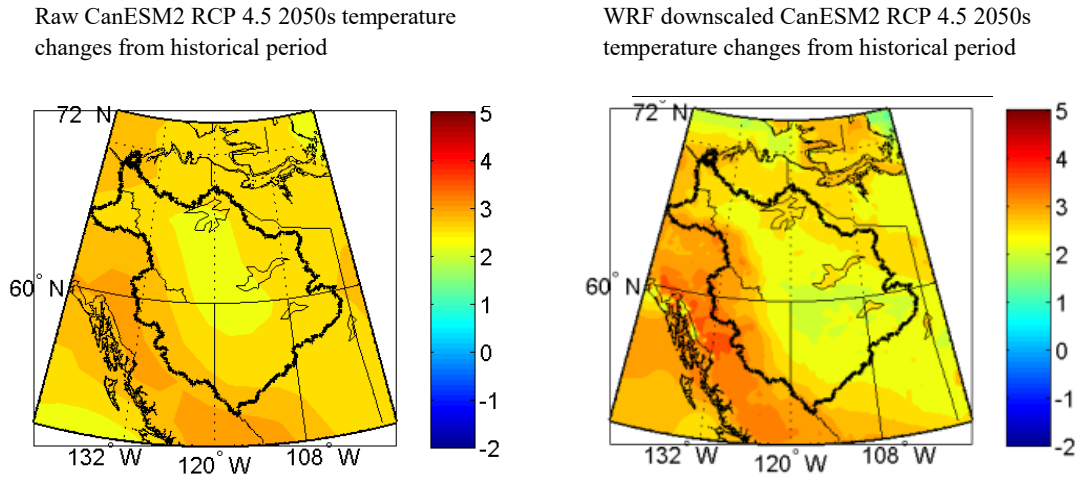 Raw CanESM2 RCP 4.5 2050s temperature
changes from historical period
WRF downscaled CanESM2 RCP 4.5 2050s
temperature changes from historical period
72° N
60° N
132° W
120° W
108° W
5
4
3
2
1
0
-1
-2
72° N
60° N
132° W
120° W
108° W
5
4
3
2
1
0
-1
-2